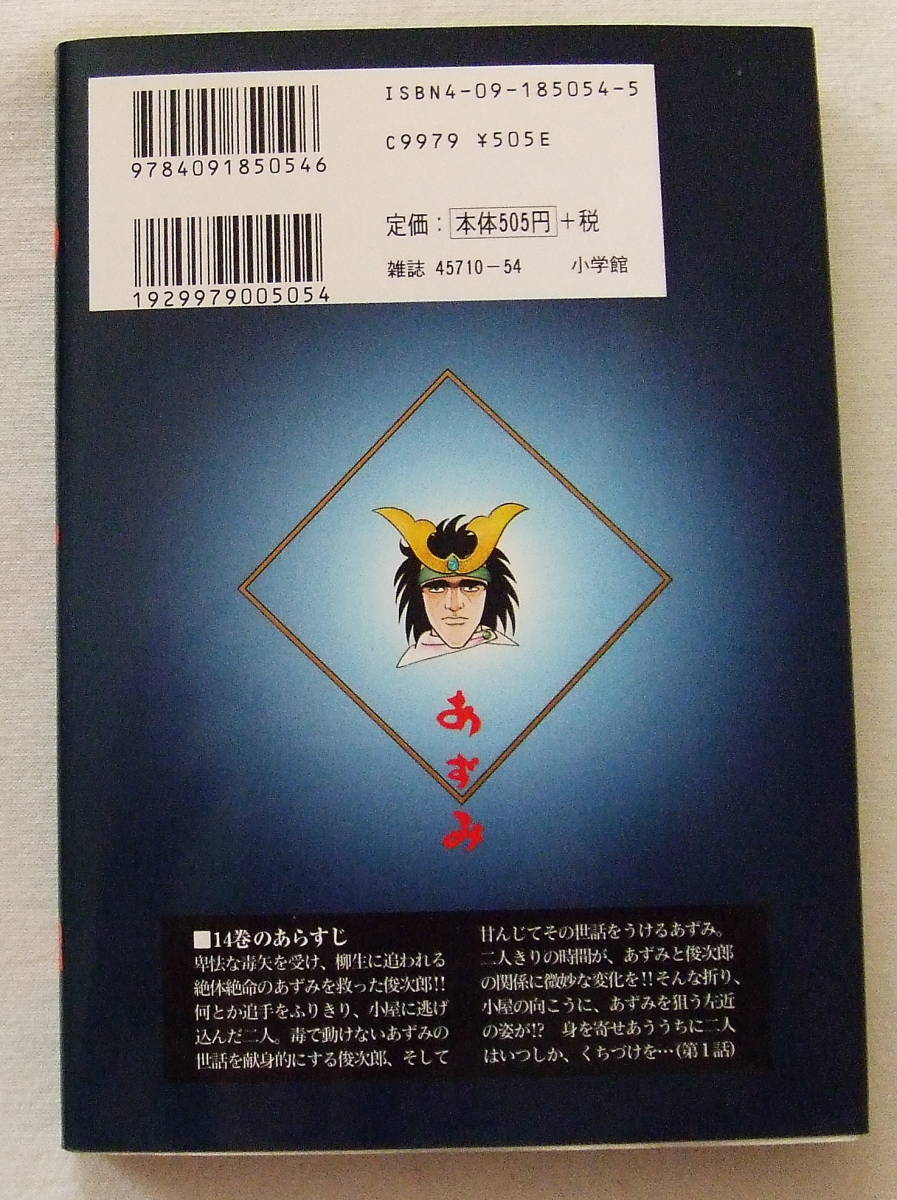 ISBN4-09-185054-5
C9979 ¥505E
9784091850546
定価：本体505円＋税
雑誌 45710-54 小学館
1929979005054
あずみ
■14巻のあらすじ
卑怯な毒矢を受け、柳生に追われる
絶体絶命のあずみを救った俊次郎!!
何とか追手をふりきり、小屋に逃げ
込んだ二人。毒で動けないあずみの
世話を献身的にする俊次郎、そして
甘んじてその世話をうけるあずみ。
二人きりの時間が、あずみと俊次郎
の関係に微妙な変化を!!そんな折り、
小屋の向こうに、あずみを狙う左近
の姿が!?　身を寄せあううちに二人
はいつしか、くちづけを…（第１話）